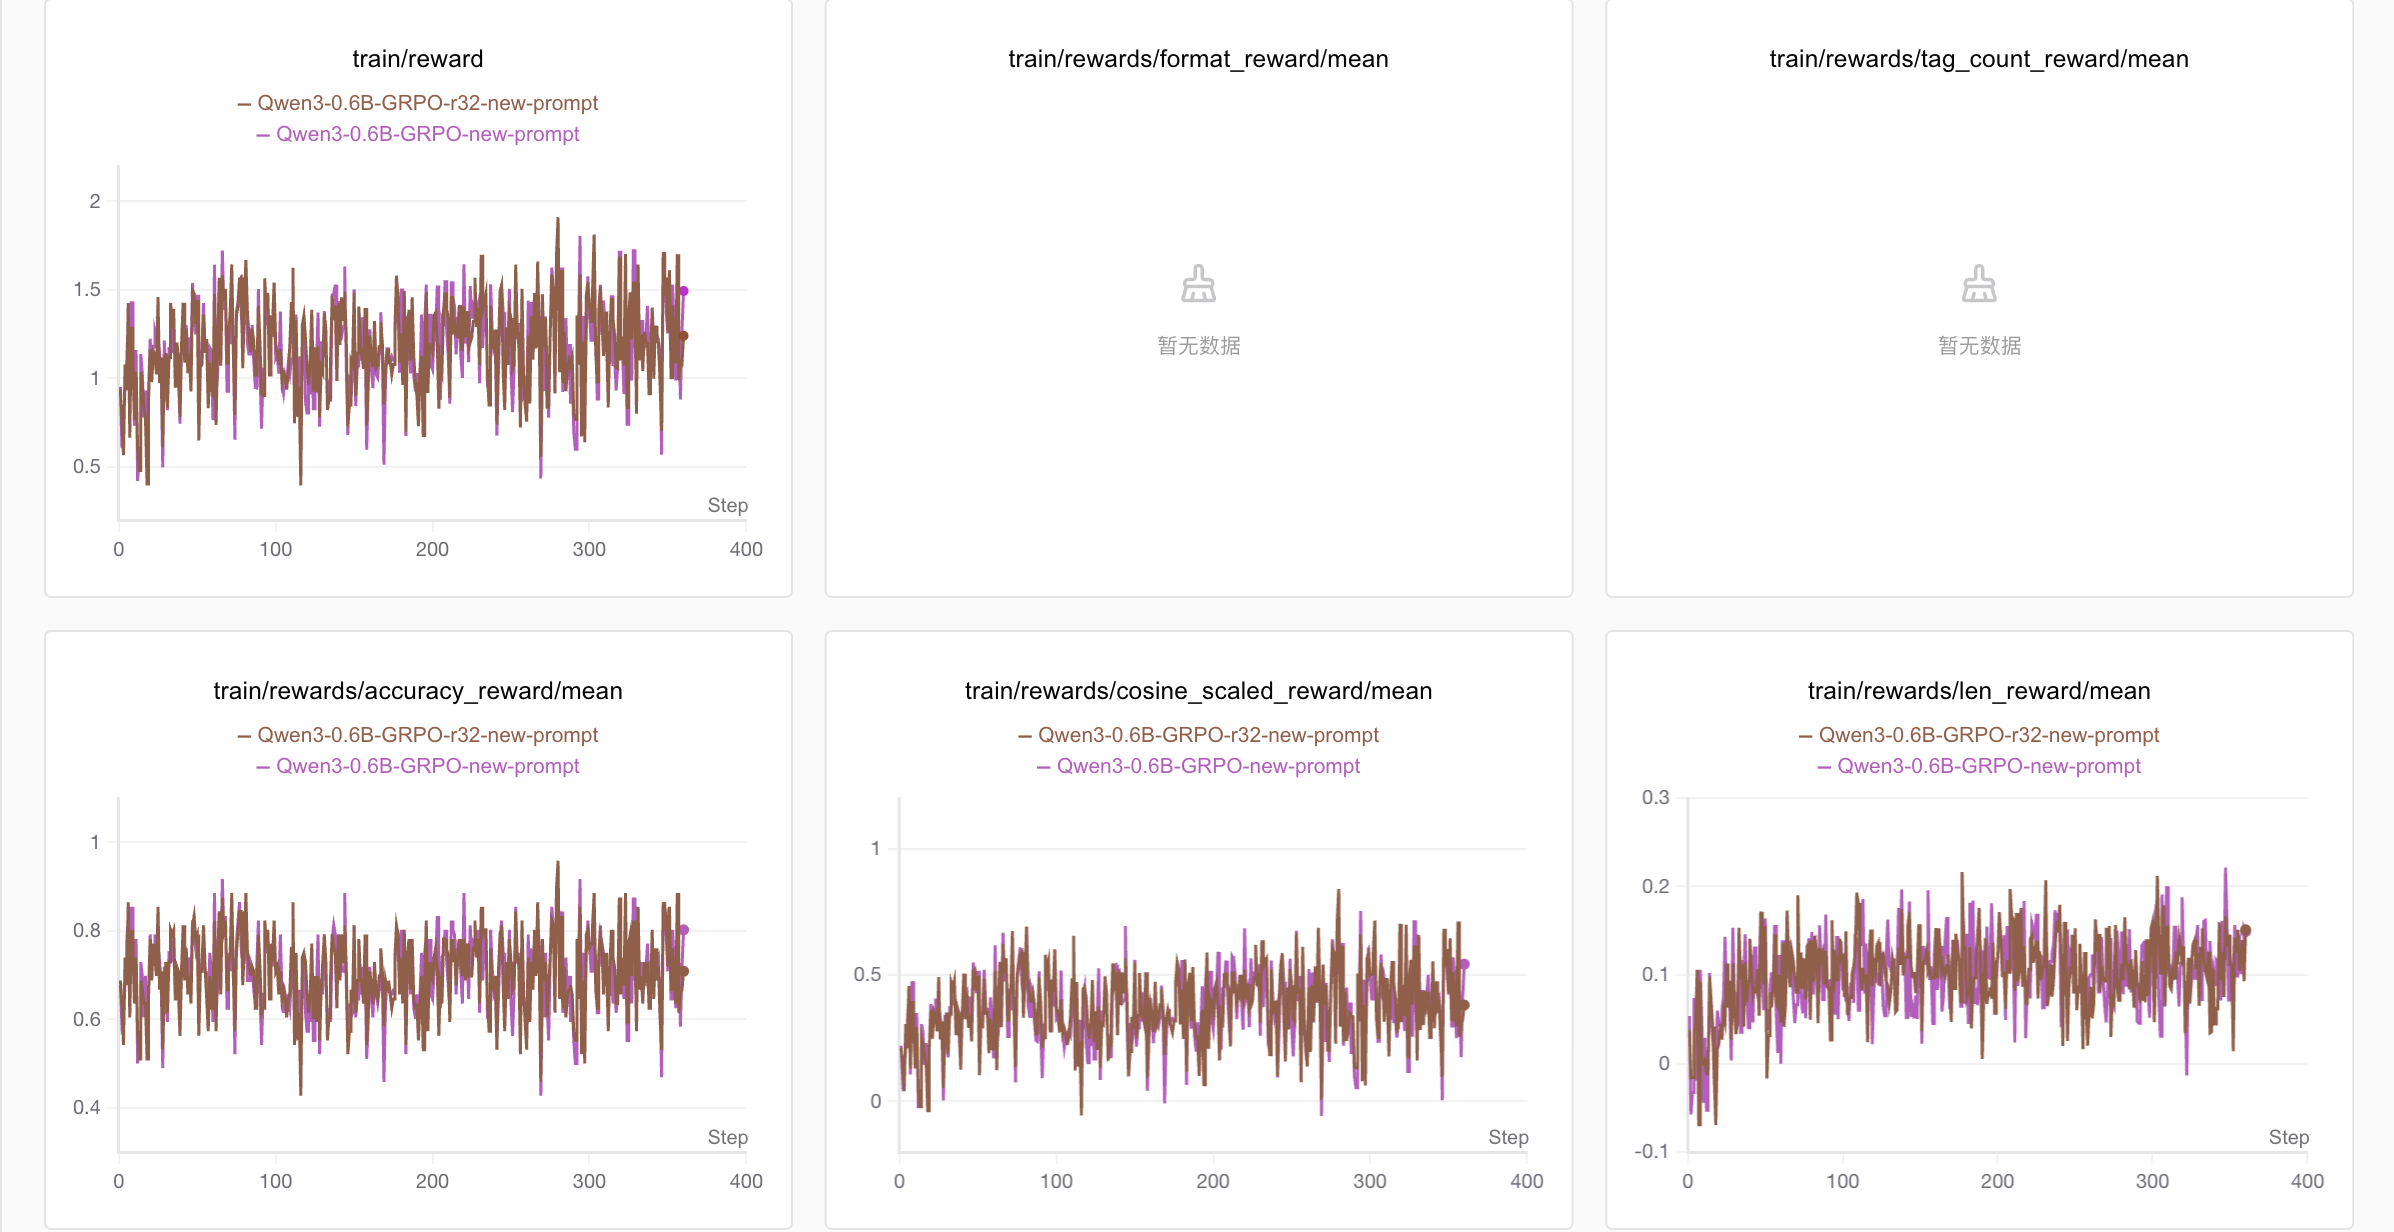 train/reward
Qwen3-0.6B-GRPO-r32-new-prompt
Qwen3-0.6B-GRPO-new-prompt
2
1.5
1
0.5
Step
0 100 200 300 400
train/rewards/format_reward/mean
暂无数据
train/rewards/tag_count_reward/mean
暂无数据
train/rewards/accuracy_reward/mean
Qwen3-0.6B-GRPO-r32-new-prompt
Qwen3-0.6B-GRPO-new-prompt
1
0.8
0.6
0.4
Step
0 100 200 300 400
train/rewards/cosine_scaled_reward/mean
Qwen3-0.6B-GRPO-r32-new-prompt
Qwen3-0.6B-GRPO-new-prompt
1
0.5
0
Step
0 100 200 300 400
train/rewards/len_reward/mean
Qwen3-0.6B-GRPO-r32-new-prompt
Qwen3-0.6B-GRPO-new-prompt
0.3
0.2
0.1
0
-0.1
Step
0 100 200 300 400